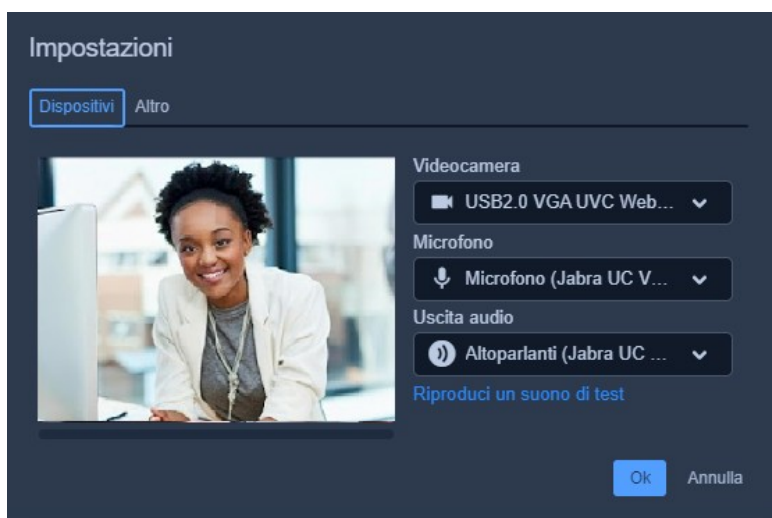 Impostazioni
Dispositivi Altro
Videocamera
USB2.0 VGA UVC Web...
Microfono
Microfono (Jabra UC V...
Uscita audio
Altoparlanti (Jabra UC ...
Riproduci un suono di test
Ok Annulla